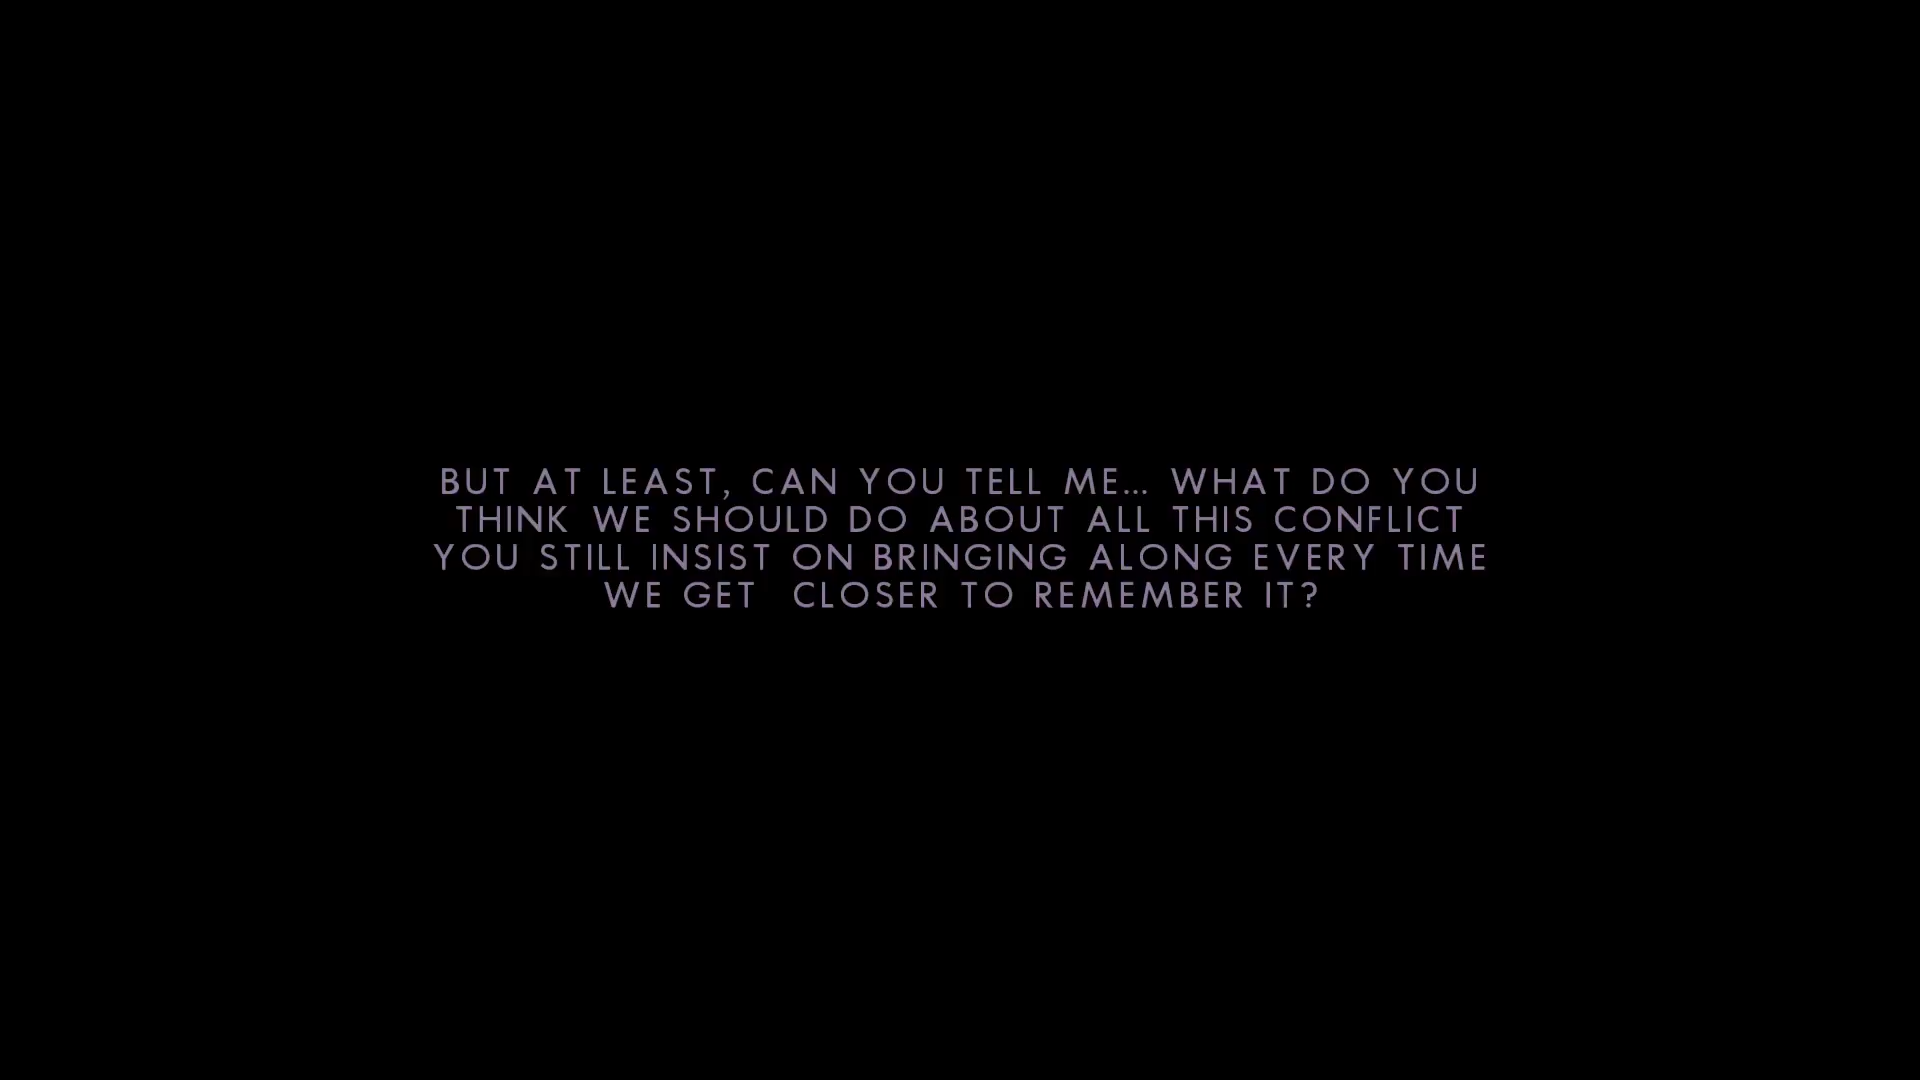 BUT AT LEAST, CAN YOU TELL ME... WHAT DO YOU
THINK WE SHOULD DO ABOUT ALL THIS CONFLICT
YOU STILL INSIST ON BRINGING ALONG EVERY TIME
WE GET  CLOSER TO REMEMBER IT?